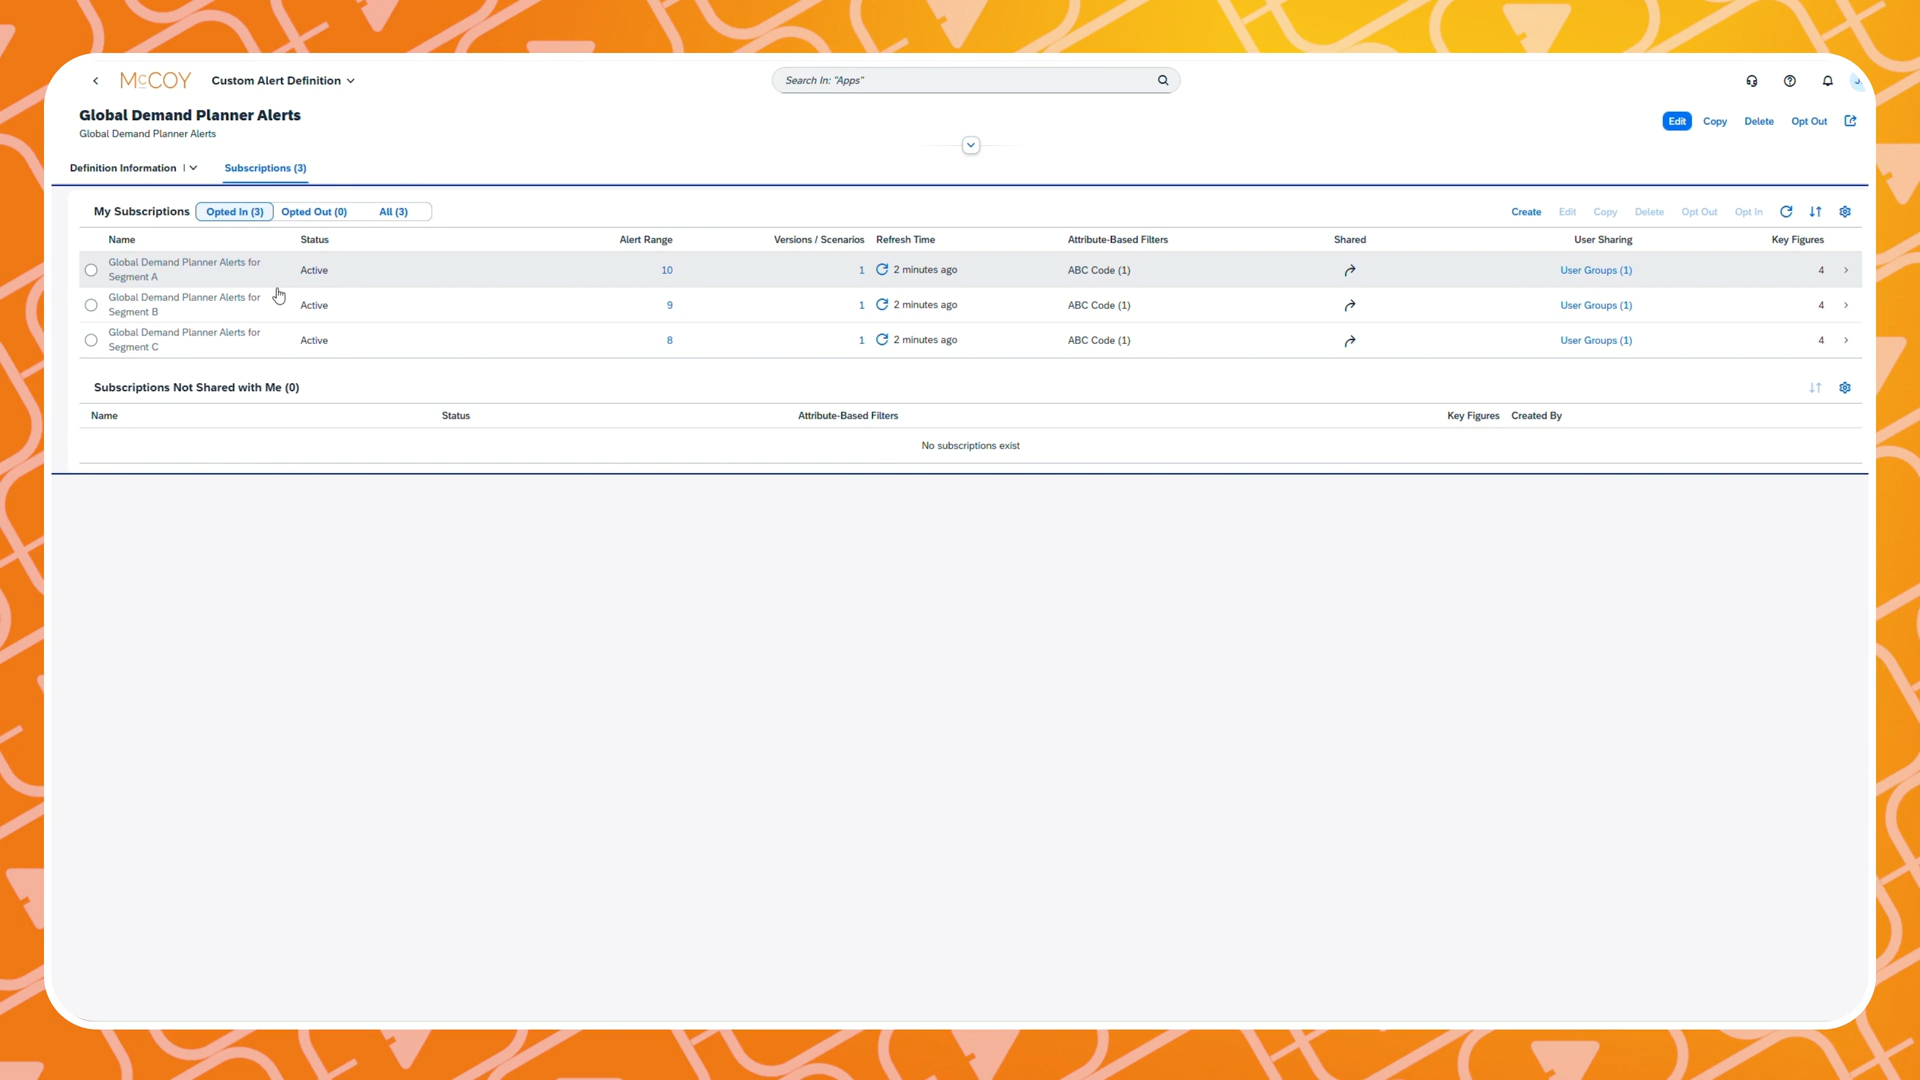 McCOY Custom Alert Definition
Search In: "Apps"
Global Demand Planner Alerts
Global Demand Planner Alerts
Edit Copy Delete Opt Out
Definition Information Subscriptions (3)
My Subscriptions Opted In (3) Opted Out (0) All (3) Create Edit Copy Delete Opt Out Opt In
Name Status Alert Range Versions / Scenarios Refresh Time Attribute-Based Filters Shared User Sharing Key Figures
Global Demand Planner Alerts for
Segment A Active 10 1 2 minutes ago ABC Code (1) User Groups (1) 4
Global Demand Planner Alerts for
Segment B Active 9 1 2 minutes ago ABC Code (1) User Groups (1) 4
Global Demand Planner Alerts for
Segment C Active 8 1 2 minutes ago ABC Code (1) User Groups (1) 4
Subscriptions Not Shared with Me (0)
Name Status Attribute-Based Filters Key Figures Created By
No subscriptions exist